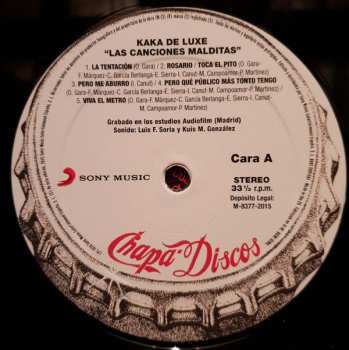 KAKA DE LUXE
"LAS CANCIONES MALDITAS"
1. LA TENTACIÓN (O. Gara) / 2. ROSARIO / TOCA EL PITO (O. Gara-
F. Márquez-C. García Berlanga-E. Sierra-I. Canut-M. Campoamor-P. Martínez)
3. PERO ME ABURRO (I. Canut) / 4. PERO QUÉ PÚBLICO MÁS TONTO TENGO
(O. Gara-F. Márquez-C. García Berlanga-E. Sierra-I. Canut-M. Campoamor-P. Martínez)
5. VIVA EL METRO (O. Gara-F. Márquez-C. García Berlanga-E. Sierra-I. Canut-
M. Campoamor-P. Martínez)
Grabado en los estudios Audiofilm (Madrid)
Sonido: Luis F. Soria y Kuis M. González
Cara A
SONY MUSIC
STEREO
33 ⅓ r.p.m.
Depósito Legal:
M-8377-2015
Chapa Discos